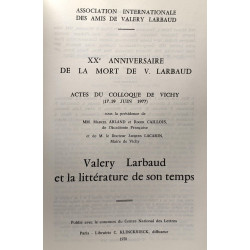 ASSOCIATION INTERNATIONALE
DES AMIS DE VALERY LARBAUD
XXe ANNIVERSAIRE
DE LA MORT DE V. LARBAUD
ACTES DU COLLOQUE DE VICHY
(17-19 JUIN 1977)
sous la présidence de
MM. Marcel ARLAND et Roger CAILLOIS,
de l'Académie Française
et de M. le Docteur Jacques LACARIN,
Maire de Vichy
Valery Larbaud
et la littérature de son temps
Publiés avec le concours du Centre National des Lettres
Paris - Librairie C. KLINCKSIECK, diffuseur
1978